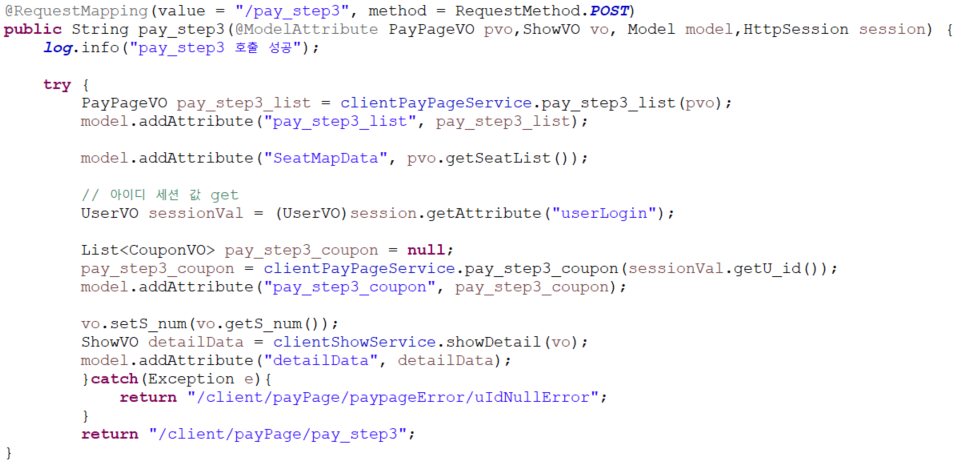 @RequestMapping(value = "/pay_step3", method = RequestMethod.POST)
public String pay_step3(@ModelAttribute PayPageVO pvo,ShowVO vo, Model model,HttpSession session) {
    log.info("pay_step3 호출 성공");

    try {
        PayPageVO pay_step3_list = clientPayPageService.pay_step3_list(pvo);
        model.addAttribute("pay_step3_list", pay_step3_list);

        model.addAttribute("SeatMapData", pvo.getSeatList());

        // 아이디 세션 값 get
        UserVO sessionVal = (UserVO)session.getAttribute("userLogin");

        List<CouponVO> pay_step3_coupon = null;
        pay_step3_coupon = clientPayPageService.pay_step3_coupon(sessionVal.getU_id());
        model.addAttribute("pay_step3_coupon", pay_step3_coupon);

        vo.setS_num(vo.getS_num());
        ShowVO detailData = clientShowService.showDetail(vo);
        model.addAttribute("detailData", detailData);
        }catch(Exception e){
            return "/client/payPage/paypageError/uIdNullError";
        }
        return "/client/payPage/pay_step3";
}